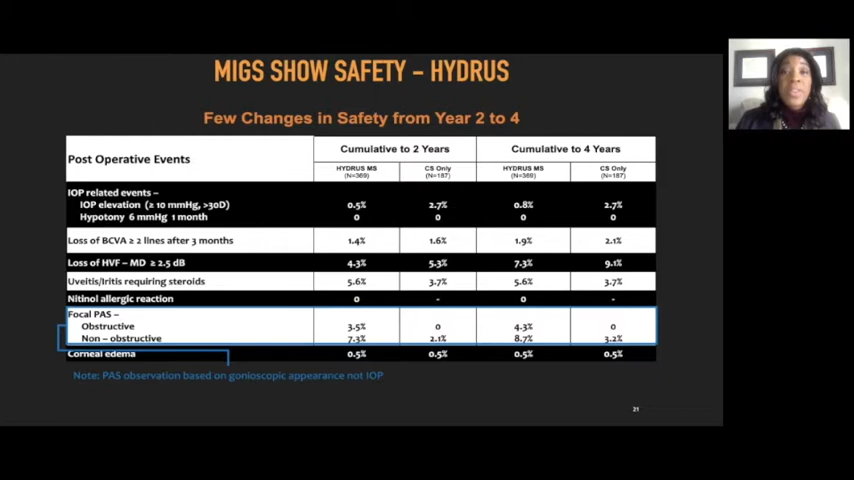 MIGS SHOW SAFETY – HYDRUS
Few Changes in Safety from Year 2 to 4
Post Operative Events
Cumulative to 2 Years
Cumulative to 4 Years
HYDRUS MS (N=369)
CS Only (N=187)
HYDRUS MS (N=369)
CS Only (N=187)
IOP related events –
IOP elevation (≥ 10 mmHg, >30D) 0.5% 2.7% 0.8% 2.7%
Hypotony 6 mmHg 1 month 0 0 0 0
Loss of BCVA ≥ 2 lines after 3 months 1.4% 1.6% 1.9% 2.1%
Loss of HVF – MD ≥ 2.5 dB 4.3% 5.3% 7.3% 9.1%
Uveitis/Iritis requiring steroids 5.6% 3.7% 5.6% 3.7%
Nitinol allergic reaction 0 - 0 -
Focal PAS –
Obstructive 3.5% 0 4.3% 0
Non – obstructive 7.3% 2.1% 8.7% 3.2%
Corneal edema 0.5% 0.5% 0.5% 0.5%
Note: PAS observation based on gonioscopic appearance not IOP
21